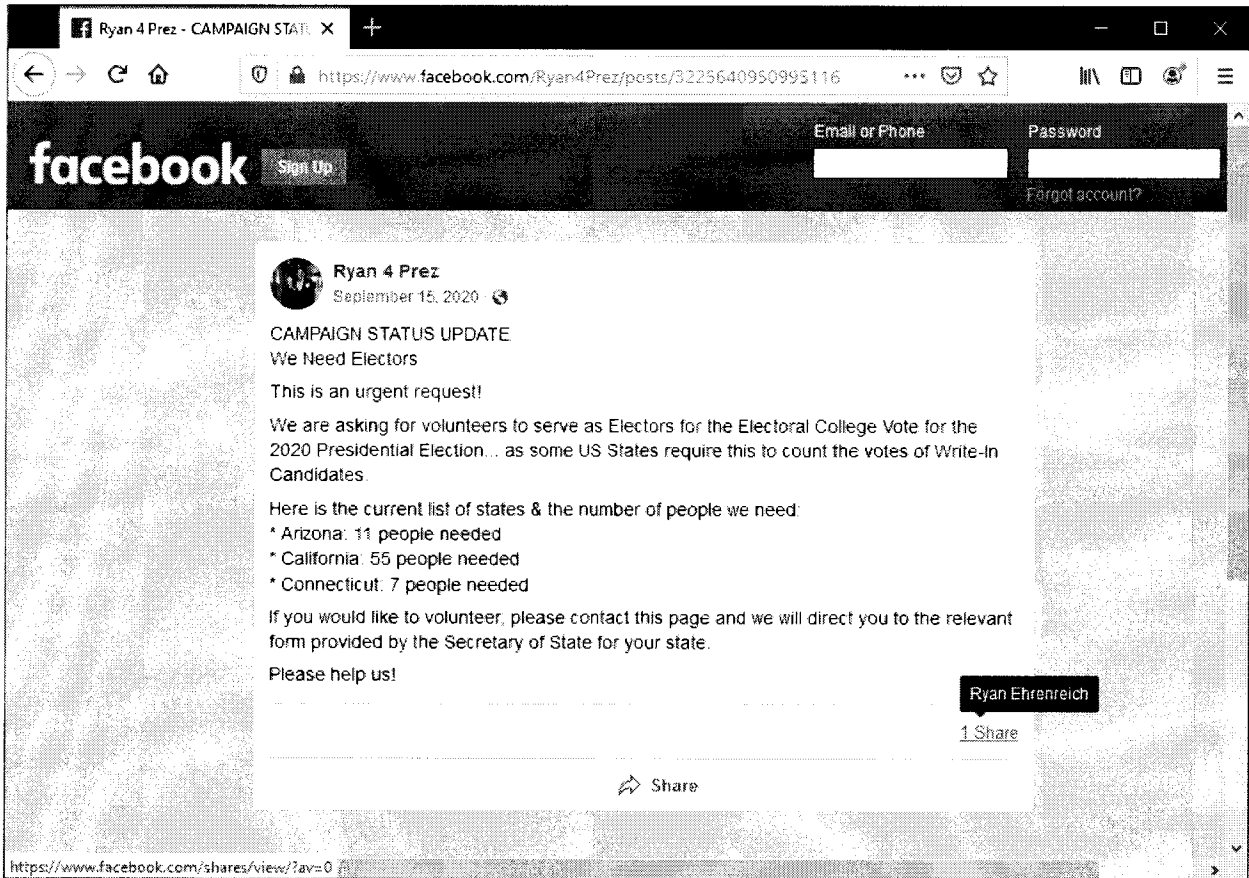 Ryan 4 Prez - CAMPAIGN STAT
https://www.facebook.com/Ryan4Prez/posts/3225640950995116
facebook
Sign Up
Email or Phone
Password
Forgot account?
Ryan 4 Prez
September 15, 2020
CAMPAIGN STATUS UPDATE
We Need Electors
This is an urgent request!
We are asking for volunteers to serve as Electors for the Electoral College Vote for the
2020 Presidential Election... as some US States require this to count the votes of Write-In
Candidates.
Here is the current list of states & the number of people we need:
* Arizona: 11 people needed
* California: 55 people needed
* Connecticut: 7 people needed
If you would like to volunteer, please contact this page and we will direct you to the relevant
form provided by the Secretary of State for your state.
Please help us!
Ryan Ehrenreich
1 Share
Share
https://www.facebook.com/shares/view/?av=0